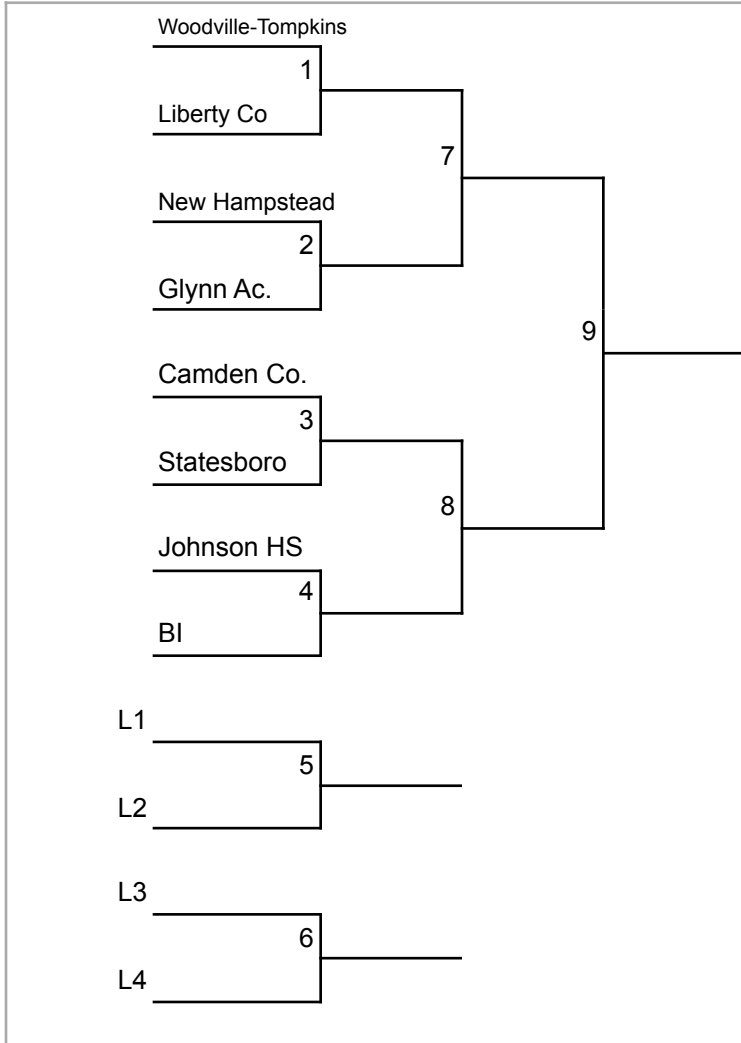 Woodville-Tompkins
1
Liberty Co
7
New Hampstead
2
Glynn Ac.
9
Camden Co.
3
Statesboro
8
Johnson HS
4
BI
L1
5
L2
L3
6
L4